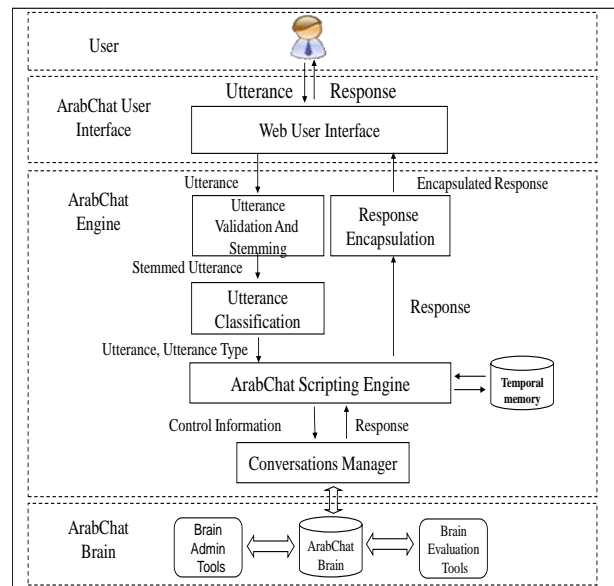 User
Utterance
Response
ArabChat User
Interface
Web User Interface
Utterance
Encapsulated Response
ArabChat
Engine
Utterance
Validation And
Stemming
Response
Encapsulation
Stemmed Utterance
Utterance
Classification
Response
Utterance, Utterance Type
ArabChat Scripting Engine
Temporal
memory
Control Information
Response
Conversations Manager
ArabChat
Brain
Brain
Admin
Tools
ArabChat
Brain
Brain
Evaluation
Tools